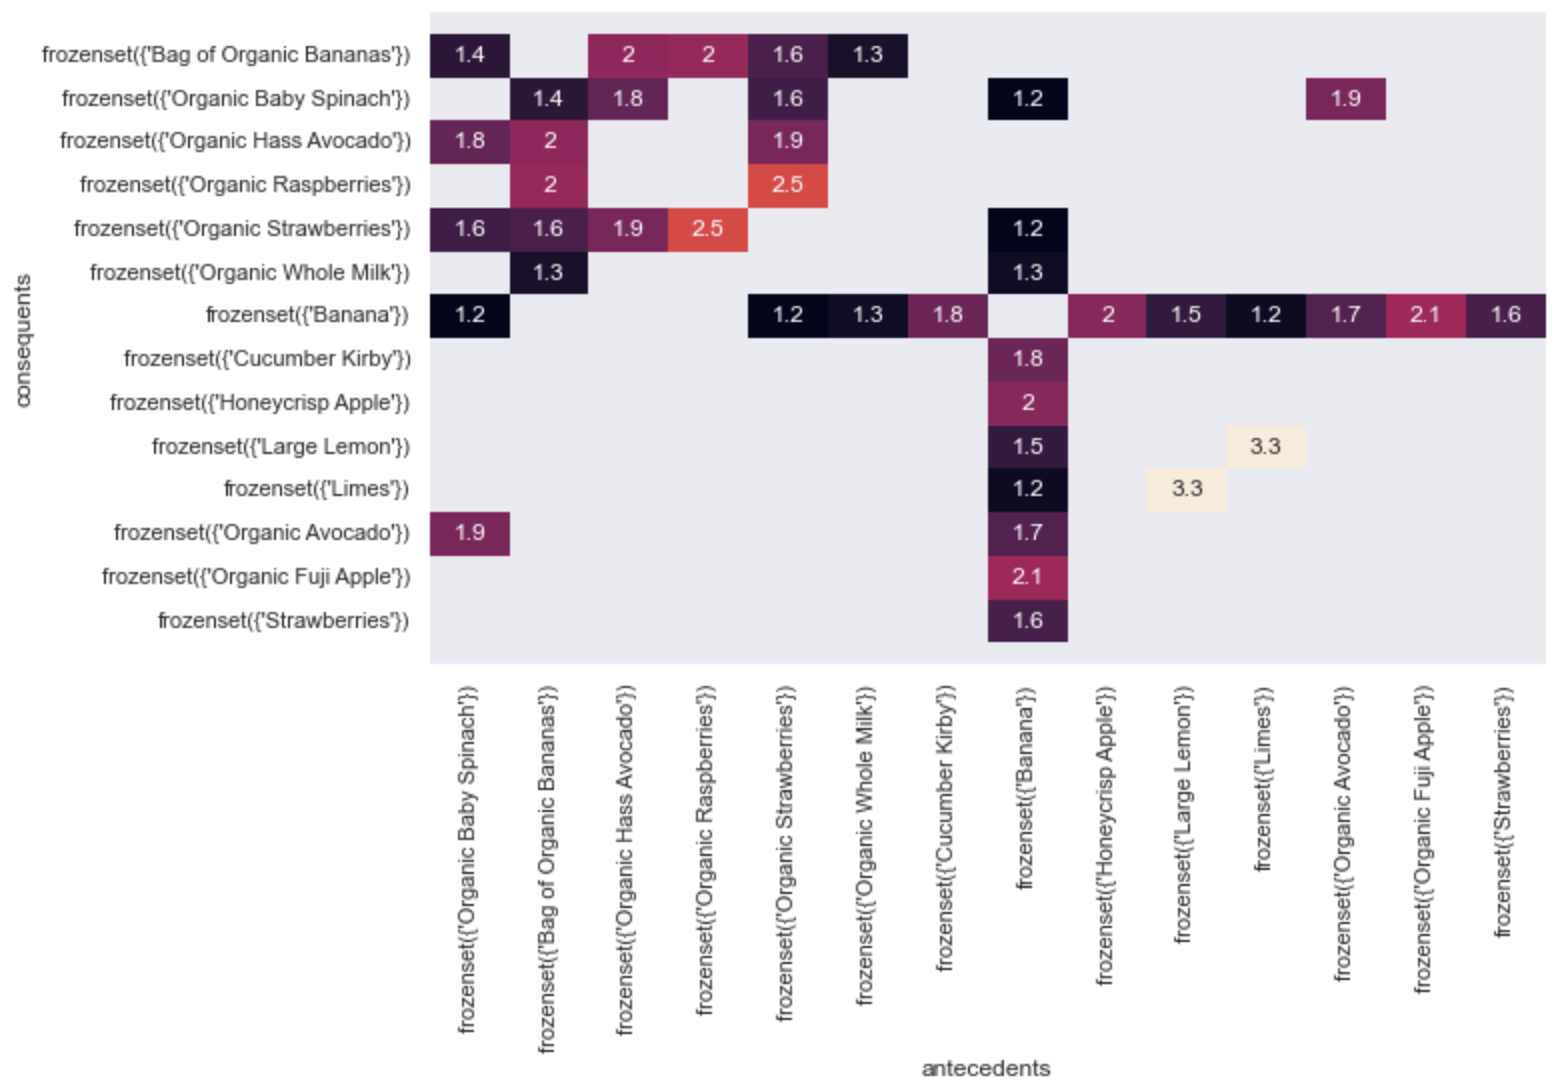 frozenset({'Bag of Organic Bananas'}) 1.4 2 2 1.6 1.3
frozenset({'Organic Baby Spinach'}) 1.4 1.8 1.6 1.2 1.9
frozenset({'Organic Hass Avocado'}) 1.8 2 1.9
frozenset({'Organic Raspberries'}) 2 2.5
frozenset({'Organic Strawberries'}) 1.6 1.6 1.9 2.5 1.2
frozenset({'Organic Whole Milk'}) 1.3 1.3
frozenset({'Banana'}) 1.2 1.2 1.3 1.8 2 1.5 1.2 1.7 2.1 1.6
frozenset({'Cucumber Kirby'}) 1.8
frozenset({'Honeycrisp Apple'}) 2
frozenset({'Large Lemon'}) 1.5 3.3
frozenset({'Limes'}) 1.2 3.3
frozenset({'Organic Avocado'}) 1.9 1.7
frozenset({'Organic Fuji Apple'}) 2.1
frozenset({'Strawberries'}) 1.6
consequents
frozenset({'Organic Baby Spinach'})
frozenset({'Bag of Organic Bananas'})
frozenset({'Organic Hass Avocado'})
frozenset({'Organic Raspberries'})
frozenset({'Organic Strawberries'})
frozenset({'Organic Whole Milk'})
frozenset({'Cucumber Kirby'})
frozenset({'Banana'})
frozenset({'Honeycrisp Apple'})
frozenset({'Large Lemon'})
frozenset({'Limes'})
frozenset({'Organic Avocado'})
frozenset({'Organic Fuji Apple'})
frozenset({'Strawberries'})
antecedents